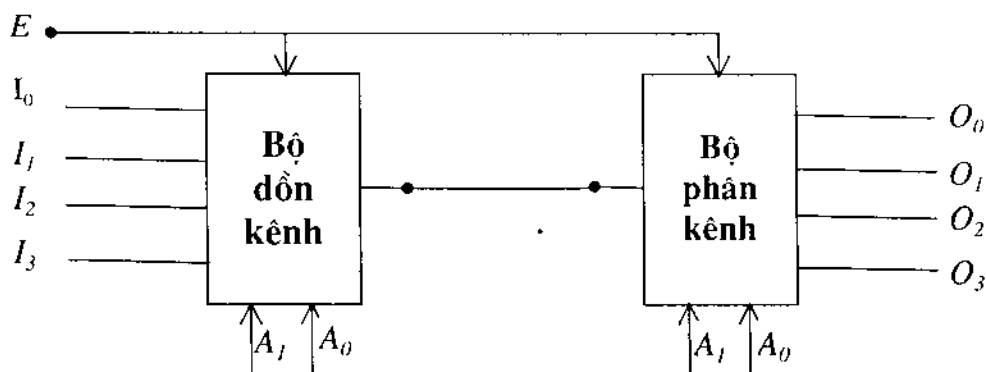 E
I₀
I₁
I₂
I₃
Bộ
dồn
kênh
A₁
A₀
Bộ
phân
kênh
A₁
A₀
O₀
O₁
O₂
O₃